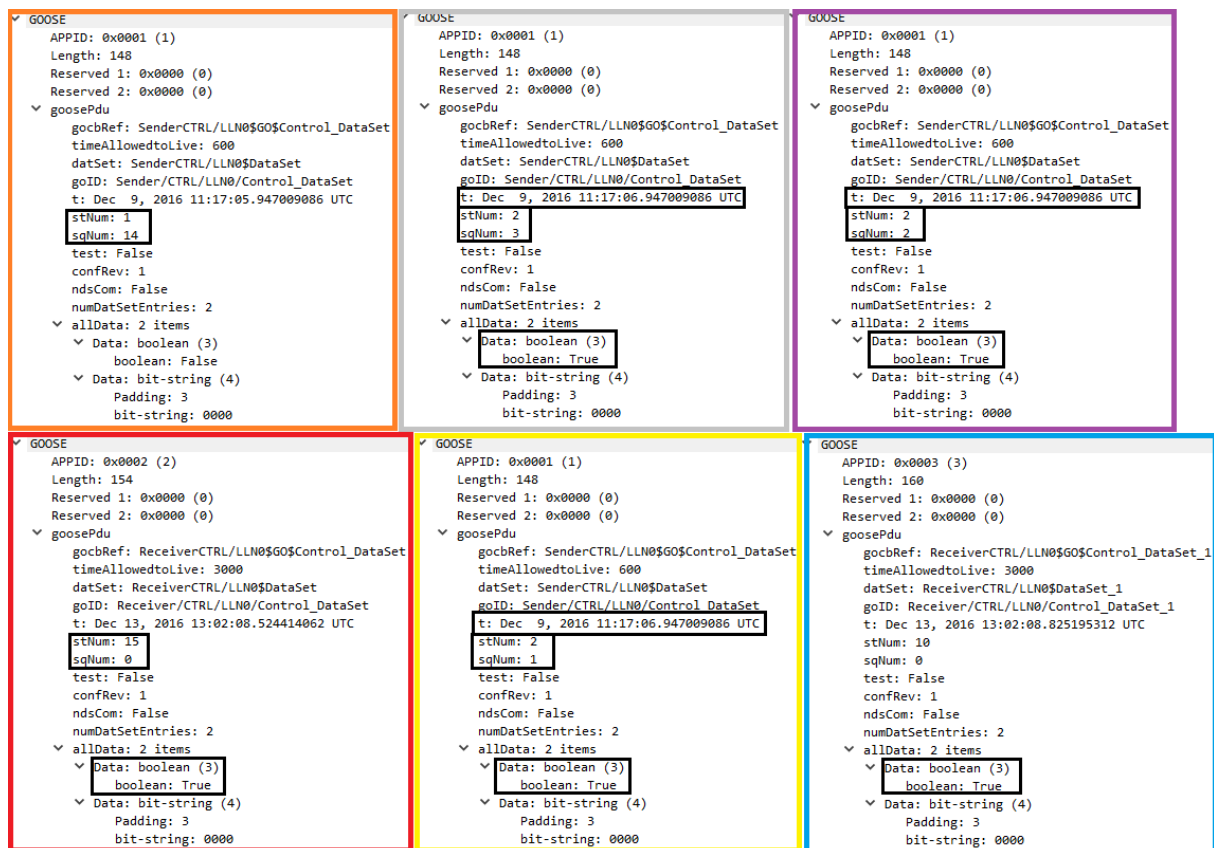 GOOSE
APPID: 0x0001 (1)
Length: 148
Reserved 1: 0x0000 (0)
Reserved 2: 0x0000 (0)
goosePdu
gocbRef: SenderCTRL/LLN0$GO$Control_DataSet
timeAllowedtoLive: 600
datSet: SenderCTRL/LLN0$DataSet
goID: Sender/CTRL/LLN0/Control_DataSet
t: Dec 9, 2016 11:17:05.947009086 UTC
stNum: 1
sqNum: 14
test: False
confRev: 1
ndsCom: False
numDatSetEntries: 2
allData: 2 items
Data: boolean (3)
boolean: False
Data: bit-string (4)
Padding: 3
bit-string: 0000
GOOSE
APPID: 0x0001 (1)
Length: 148
Reserved 1: 0x0000 (0)
Reserved 2: 0x0000 (0)
goosePdu
gocbRef: SenderCTRL/LLN0$GO$Control_DataSet
timeAllowedtoLive: 600
datSet: SenderCTRL/LLN0$DataSet
goID: Sender/CTRL/LLN0/Control_DataSet
t: Dec 9, 2016 11:17:06.947009086 UTC
stNum: 2
sqNum: 3
test: False
confRev: 1
ndsCom: False
numDatSetEntries: 2
allData: 2 items
Data: boolean (3)
boolean: True
Data: bit-string (4)
Padding: 3
bit-string: 0000
GOOSE
APPID: 0x0001 (1)
Length: 148
Reserved 1: 0x0000 (0)
Reserved 2: 0x0000 (0)
goosePdu
gocbRef: SenderCTRL/LLN0$GO$Control_DataSet
timeAllowedtoLive: 600
datSet: SenderCTRL/LLN0$DataSet
goID: Sender/CTRL/LLN0/Control_DataSet
t: Dec 9, 2016 11:17:06.947009086 UTC
stNum: 2
sqNum: 2
test: False
confRev: 1
ndsCom: False
numDatSetEntries: 2
allData: 2 items
Data: boolean (3)
boolean: True
Data: bit-string (4)
Padding: 3
bit-string: 0000
GOOSE
APPID: 0x0002 (2)
Length: 154
Reserved 1: 0x0000 (0)
Reserved 2: 0x0000 (0)
goosePdu
gocbRef: ReceiverCTRL/LLN0$GO$Control_DataSet
timeAllowedtoLive: 3000
datSet: ReceiverCTRL/LLN0$DataSet
goID: Receiver/CTRL/LLN0/Control_DataSet
t: Dec 13, 2016 13:02:08.524414062 UTC
stNum: 15
sqNum: 0
test: False
confRev: 1
ndsCom: False
numDatSetEntries: 2
allData: 2 items
Data: boolean (3)
boolean: True
Data: bit-string (4)
Padding: 3
bit-string: 0000
GOOSE
APPID: 0x0001 (1)
Length: 148
Reserved 1: 0x0000 (0)
Reserved 2: 0x0000 (0)
goosePdu
gocbRef: SenderCTRL/LLN0$GO$Control_DataSet
timeAllowedtoLive: 600
datSet: SenderCTRL/LLN0$DataSet
goID: Sender/CTRL/LLN0/Control_DataSet
t: Dec 9, 2016 11:17:06.947009086 UTC
stNum: 2
sqNum: 1
test: False
confRev: 1
ndsCom: False
numDatSetEntries: 2
allData: 2 items
Data: boolean (3)
boolean: True
Data: bit-string (4)
Padding: 3
bit-string: 0000
GOOSE
APPID: 0x0003 (3)
Length: 160
Reserved 1: 0x0000 (0)
Reserved 2: 0x0000 (0)
goosePdu
gocbRef: ReceiverCTRL/LLN0$GO$Control_DataSet_1
timeAllowedtoLive: 3000
datSet: ReceiverCTRL/LLN0$DataSet_1
goID: Receiver/CTRL/LLN0/Control_DataSet_1
t: Dec 13, 2016 13:02:08.825195312 UTC
stNum: 10
sqNum: 0
test: False
confRev: 1
ndsCom: False
numDatSetEntries: 2
allData: 2 items
Data: boolean (3)
boolean: True
Data: bit-string (4)
Padding: 3
bit-string: 0000